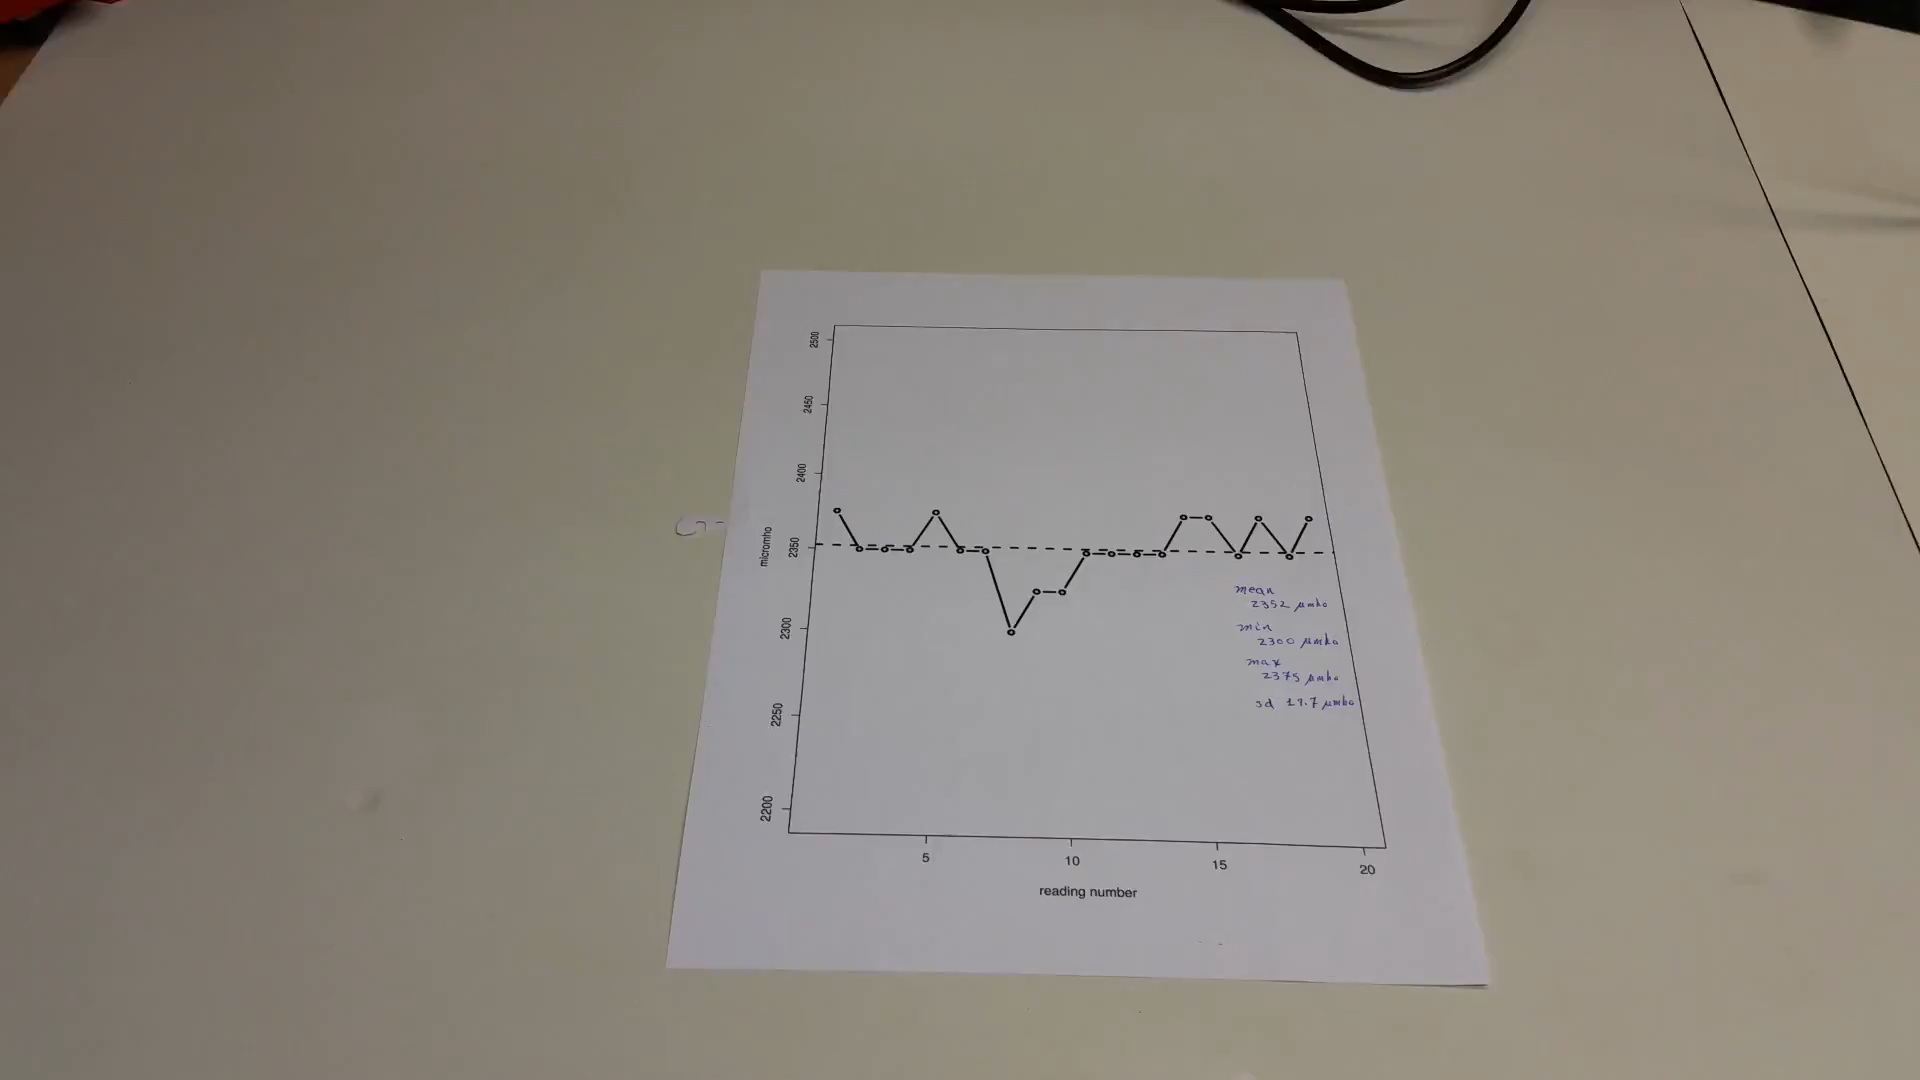 2500
2450
2400
2350
2300
2250
2200
micromho
5 10 15 20
reading number
mean
2352 µmho
min
2300 µmho
max
2375 µmho
sd 19.7 µmho